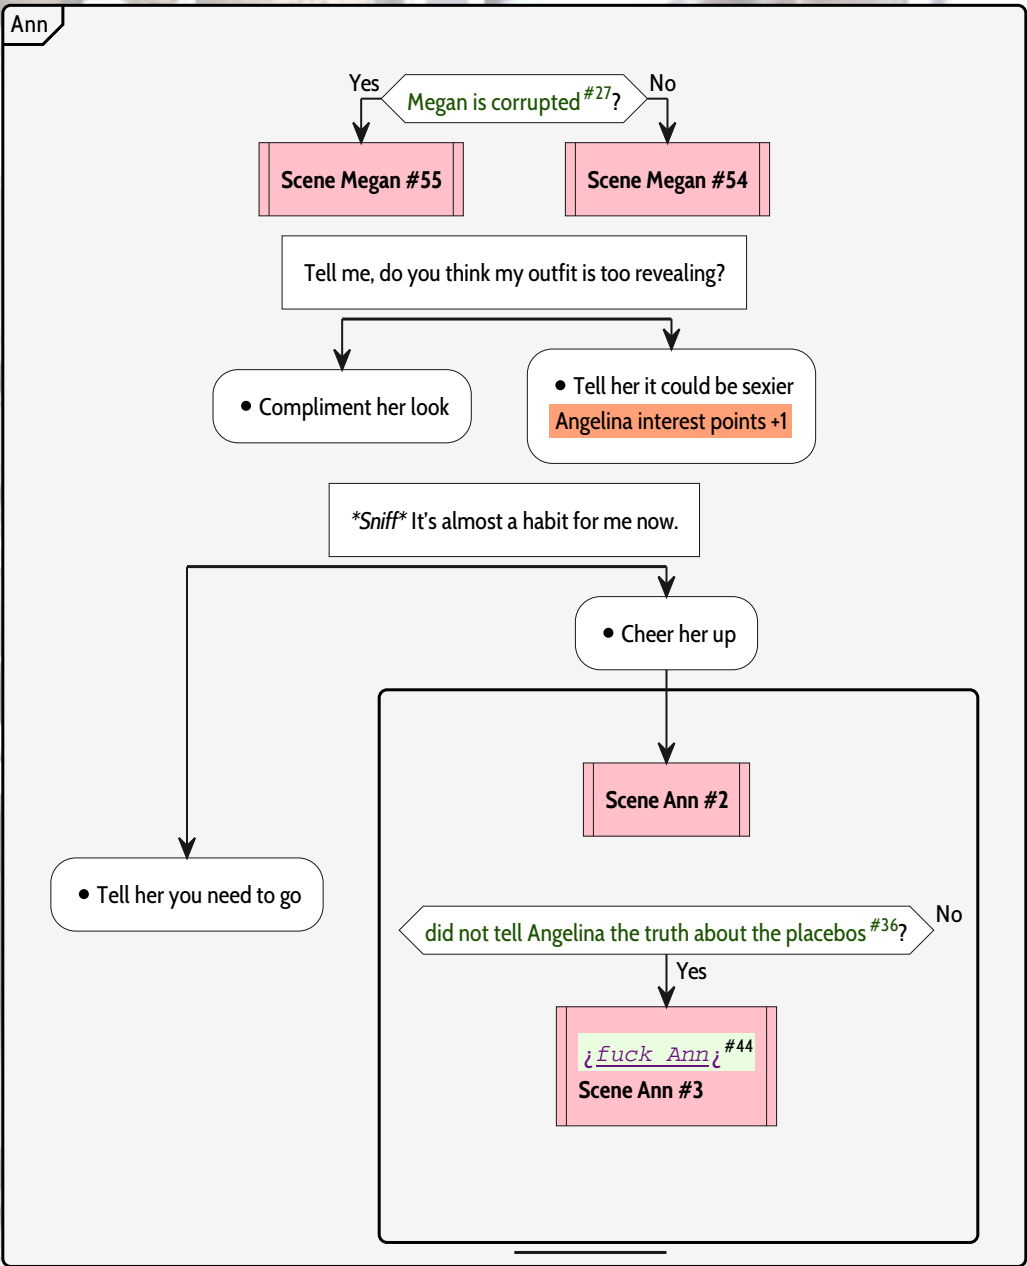 Ann
Yes
Megan is corrupted #27?
No
Scene Megan #55
Scene Megan #54
Tell me, do you think my outfit is too revealing?
• Compliment her look
• Tell her it could be sexier
Angelina interest points +1
*Sniff* It's almost a habit for me now.
• Cheer her up
Scene Ann #2
• Tell her you need to go
did not tell Angelina the truth about the placebos #36?
No
Yes
¿fuck Ann¿ #44
Scene Ann #3